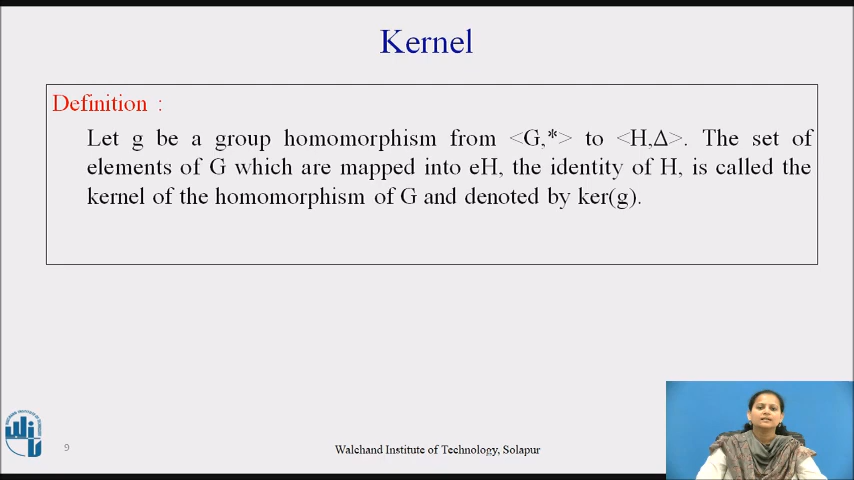 Kernel
Definition :
Let g be a group homomorphism from <G,*> to <H,Δ>. The set of
elements of G which are mapped into eH, the identity of H, is called the
kernel of the homomorphism of G and denoted by ker(g).
9
Walchand Institute of Technology, Solapur